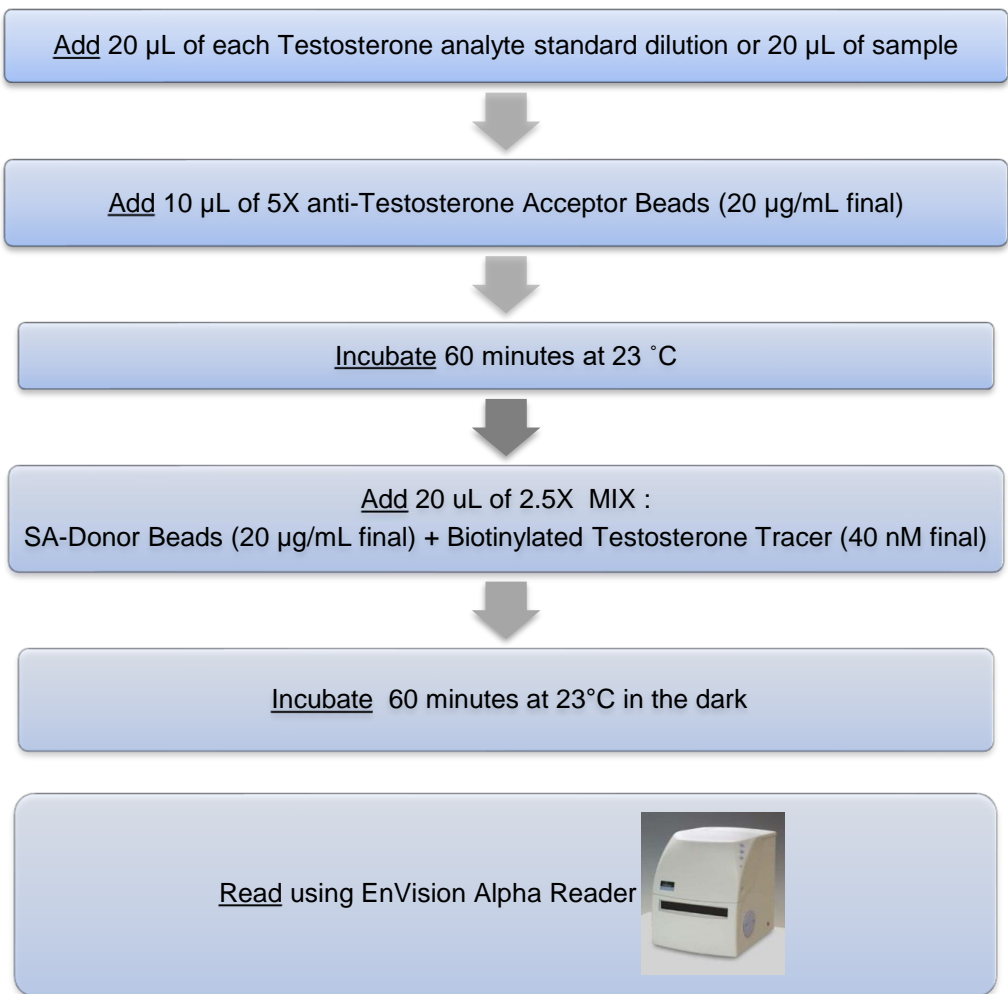 Add 20 µL of each Testosterone analyte standard dilution or 20 µL of sample
Add 10 µL of 5X anti-Testosterone Acceptor Beads (20 µg/mL final)
Incubate 60 minutes at 23 ˚C
Add 20 uL of 2.5X  MIX :
SA-Donor Beads (20 µg/mL final) + Biotinylated Testosterone Tracer (40 nM final)
Incubate  60 minutes at 23°C in the dark
Read using EnVision Alpha Reader